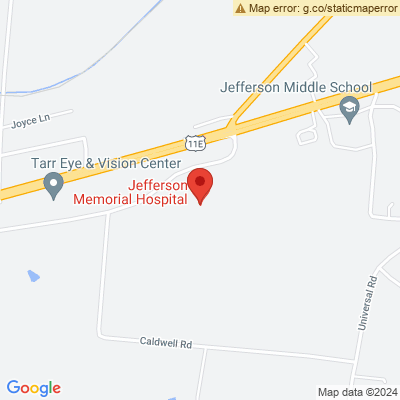 Map error: g.co/staticmaperror
Jefferson Middle School
Joyce Ln
11E
Tarr Eye & Vision Center
Jefferson
Memorial Hospital
Universal Rd
Caldwell Rd
Google
Map data ©2024